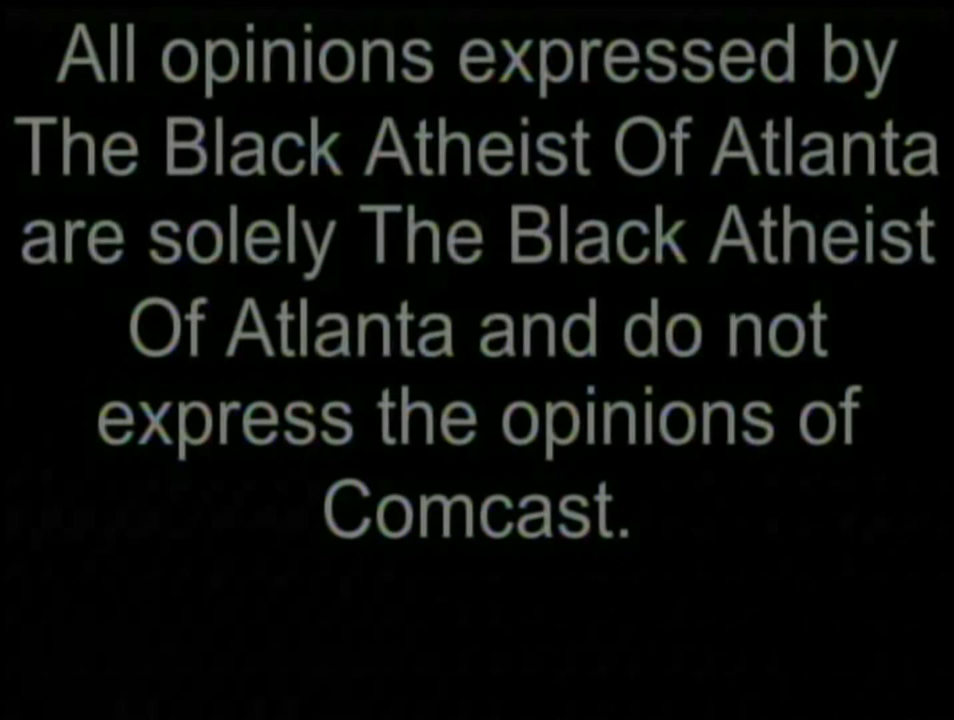 All opinions expressed by
The Black Atheist Of Atlanta
are solely The Black Atheist
Of Atlanta and do not
express the opinions of
Comcast.